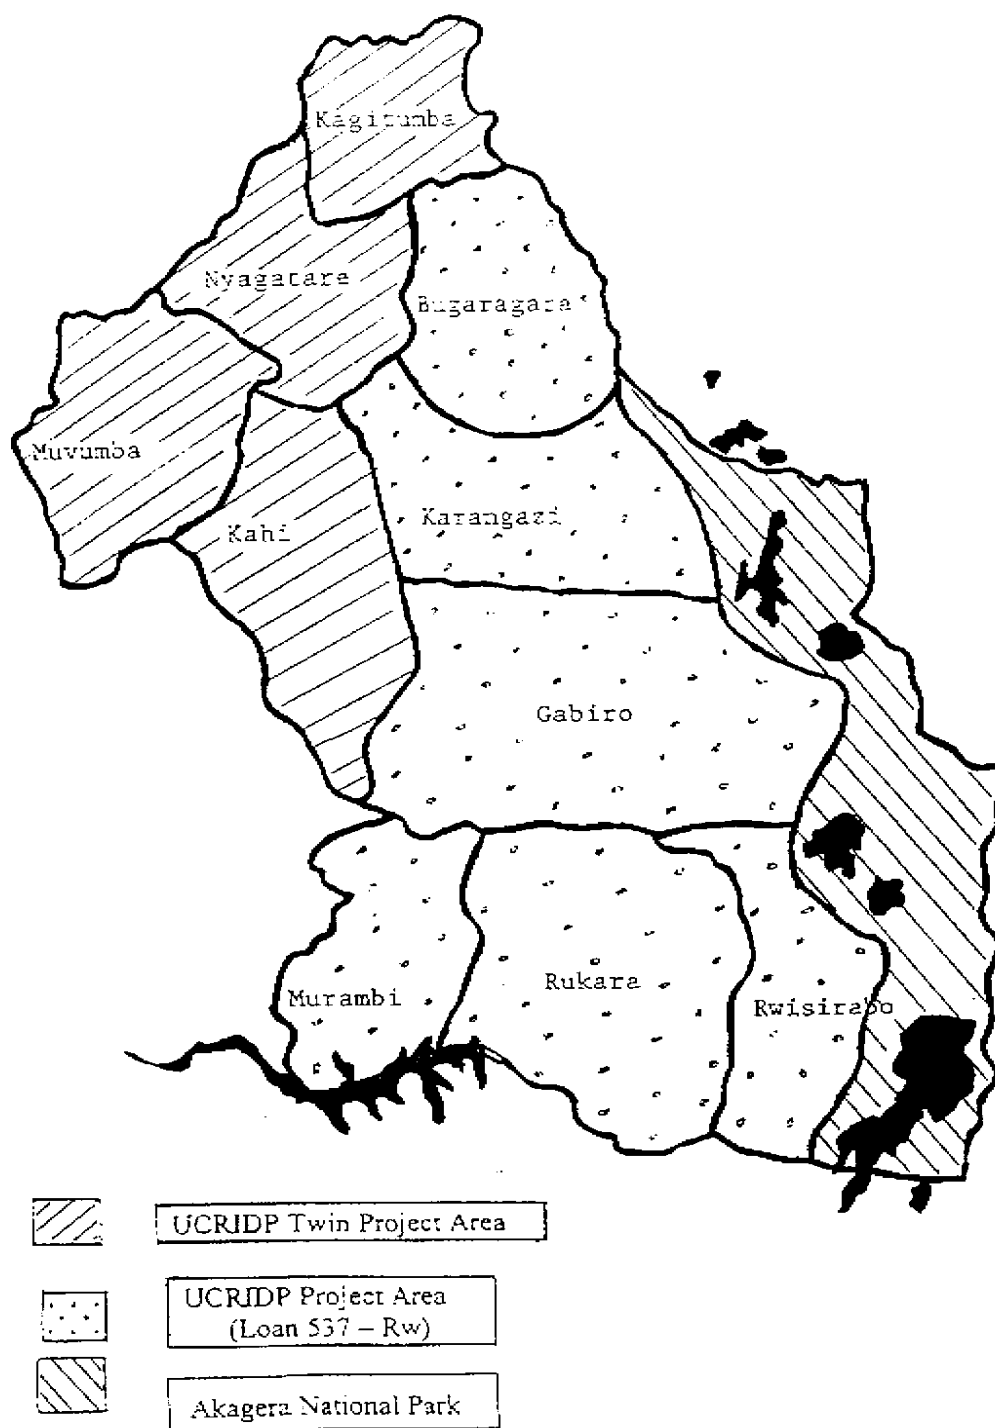 Kagitumba
Nyagatare
Bugaragara
Muvumba
Karangazi
Kahi
Gabiro
Rukara
Murambi
Rwisirabo
UCRIDP Twin Project Area
UCRIDP Project Area
(Loan 537 – Rw)
Akagera National Park